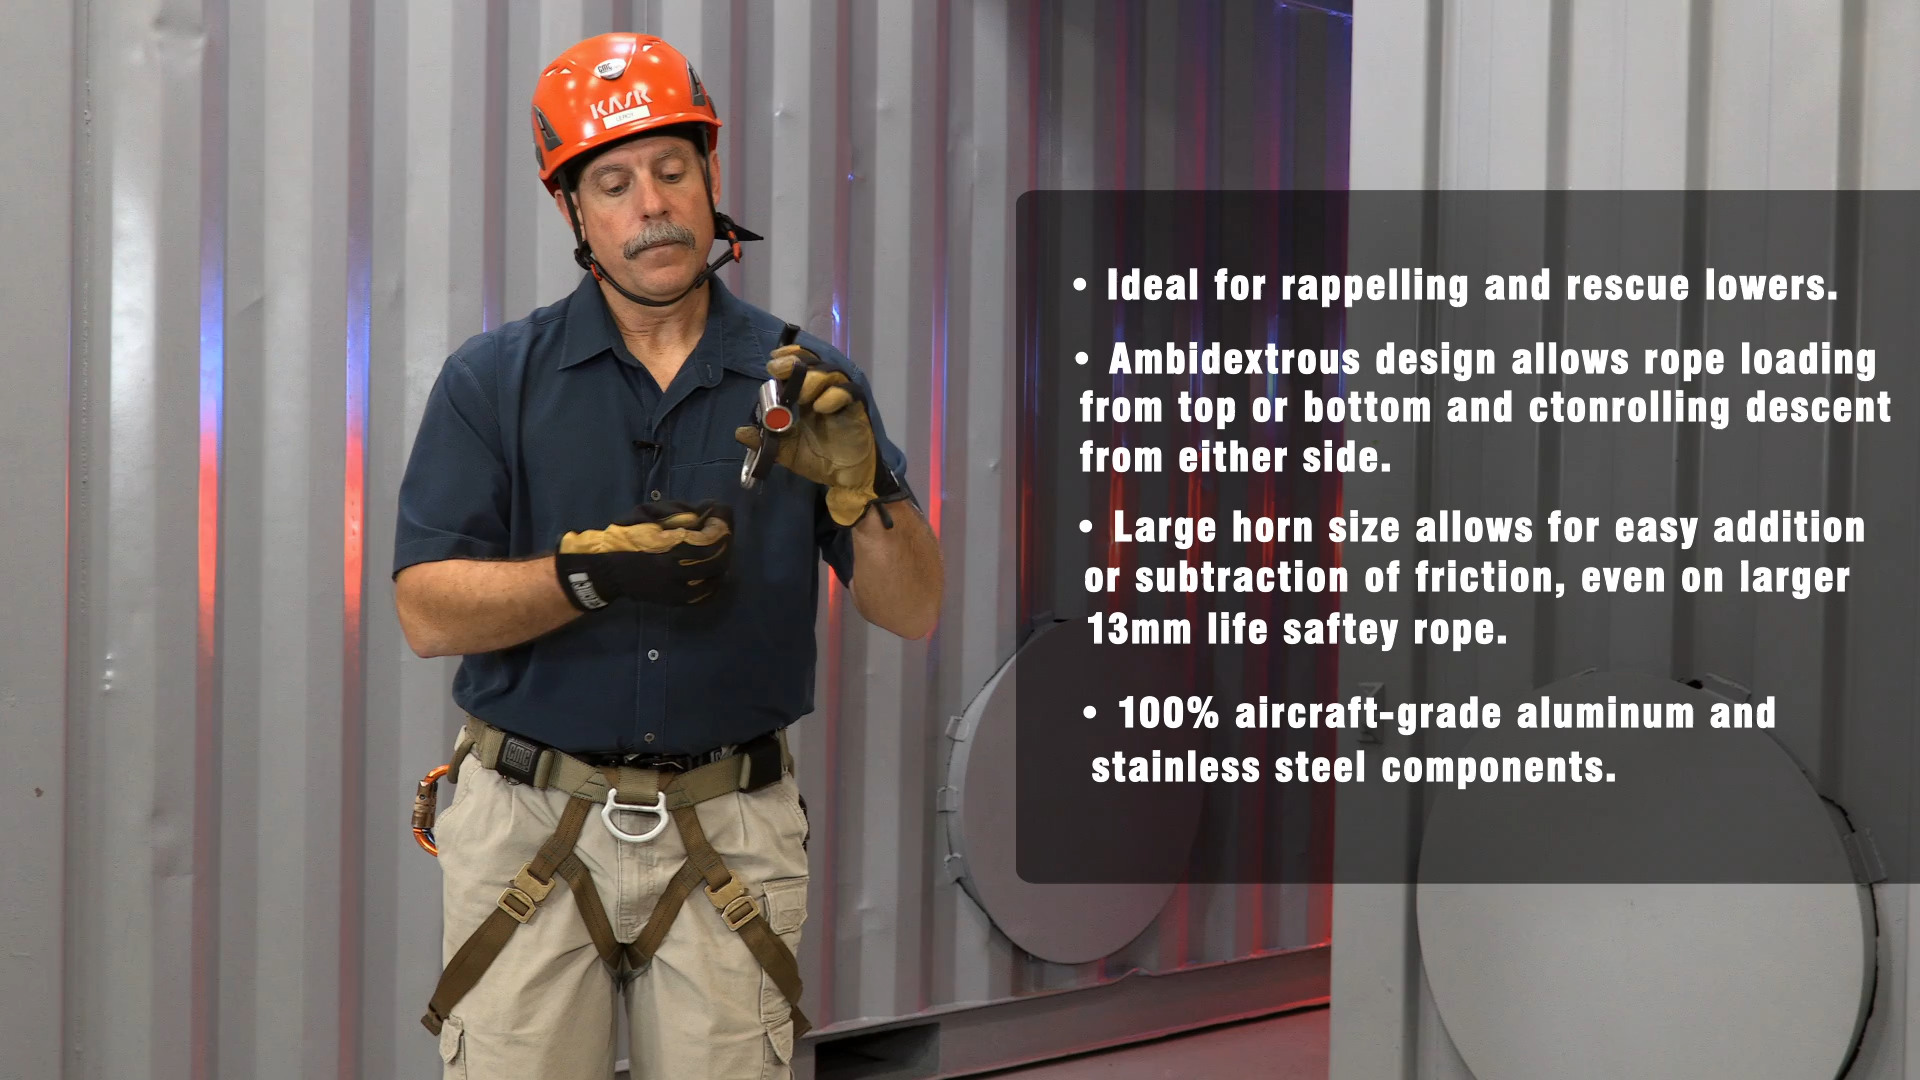 KASK
LEROY
CMC
• Ideal for rappelling and rescue lowers.
• Ambidextrous design allows rope loading
from top or bottom and ctonrolling descent
from either side.
• Large horn size allows for easy addition
or subtraction of friction, even on larger
13mm life saftey rope.
• 100% aircraft-grade aluminum and
stainless steel components.